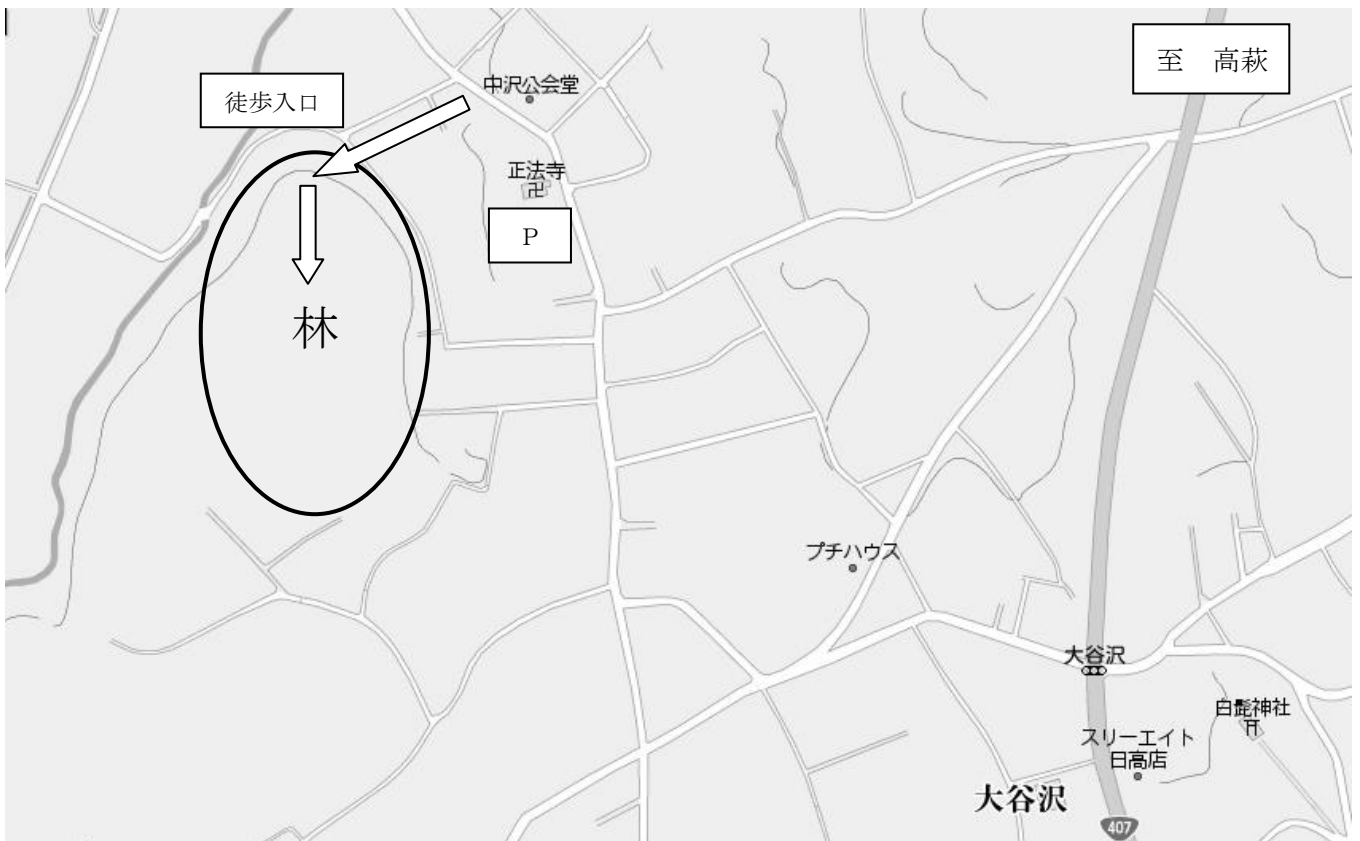 至 高萩
中沢公会堂
徒歩入口
正法寺
P
林
プチハウス
大谷沢
白髭神社
スリーエイト
日高店
大谷沢
407